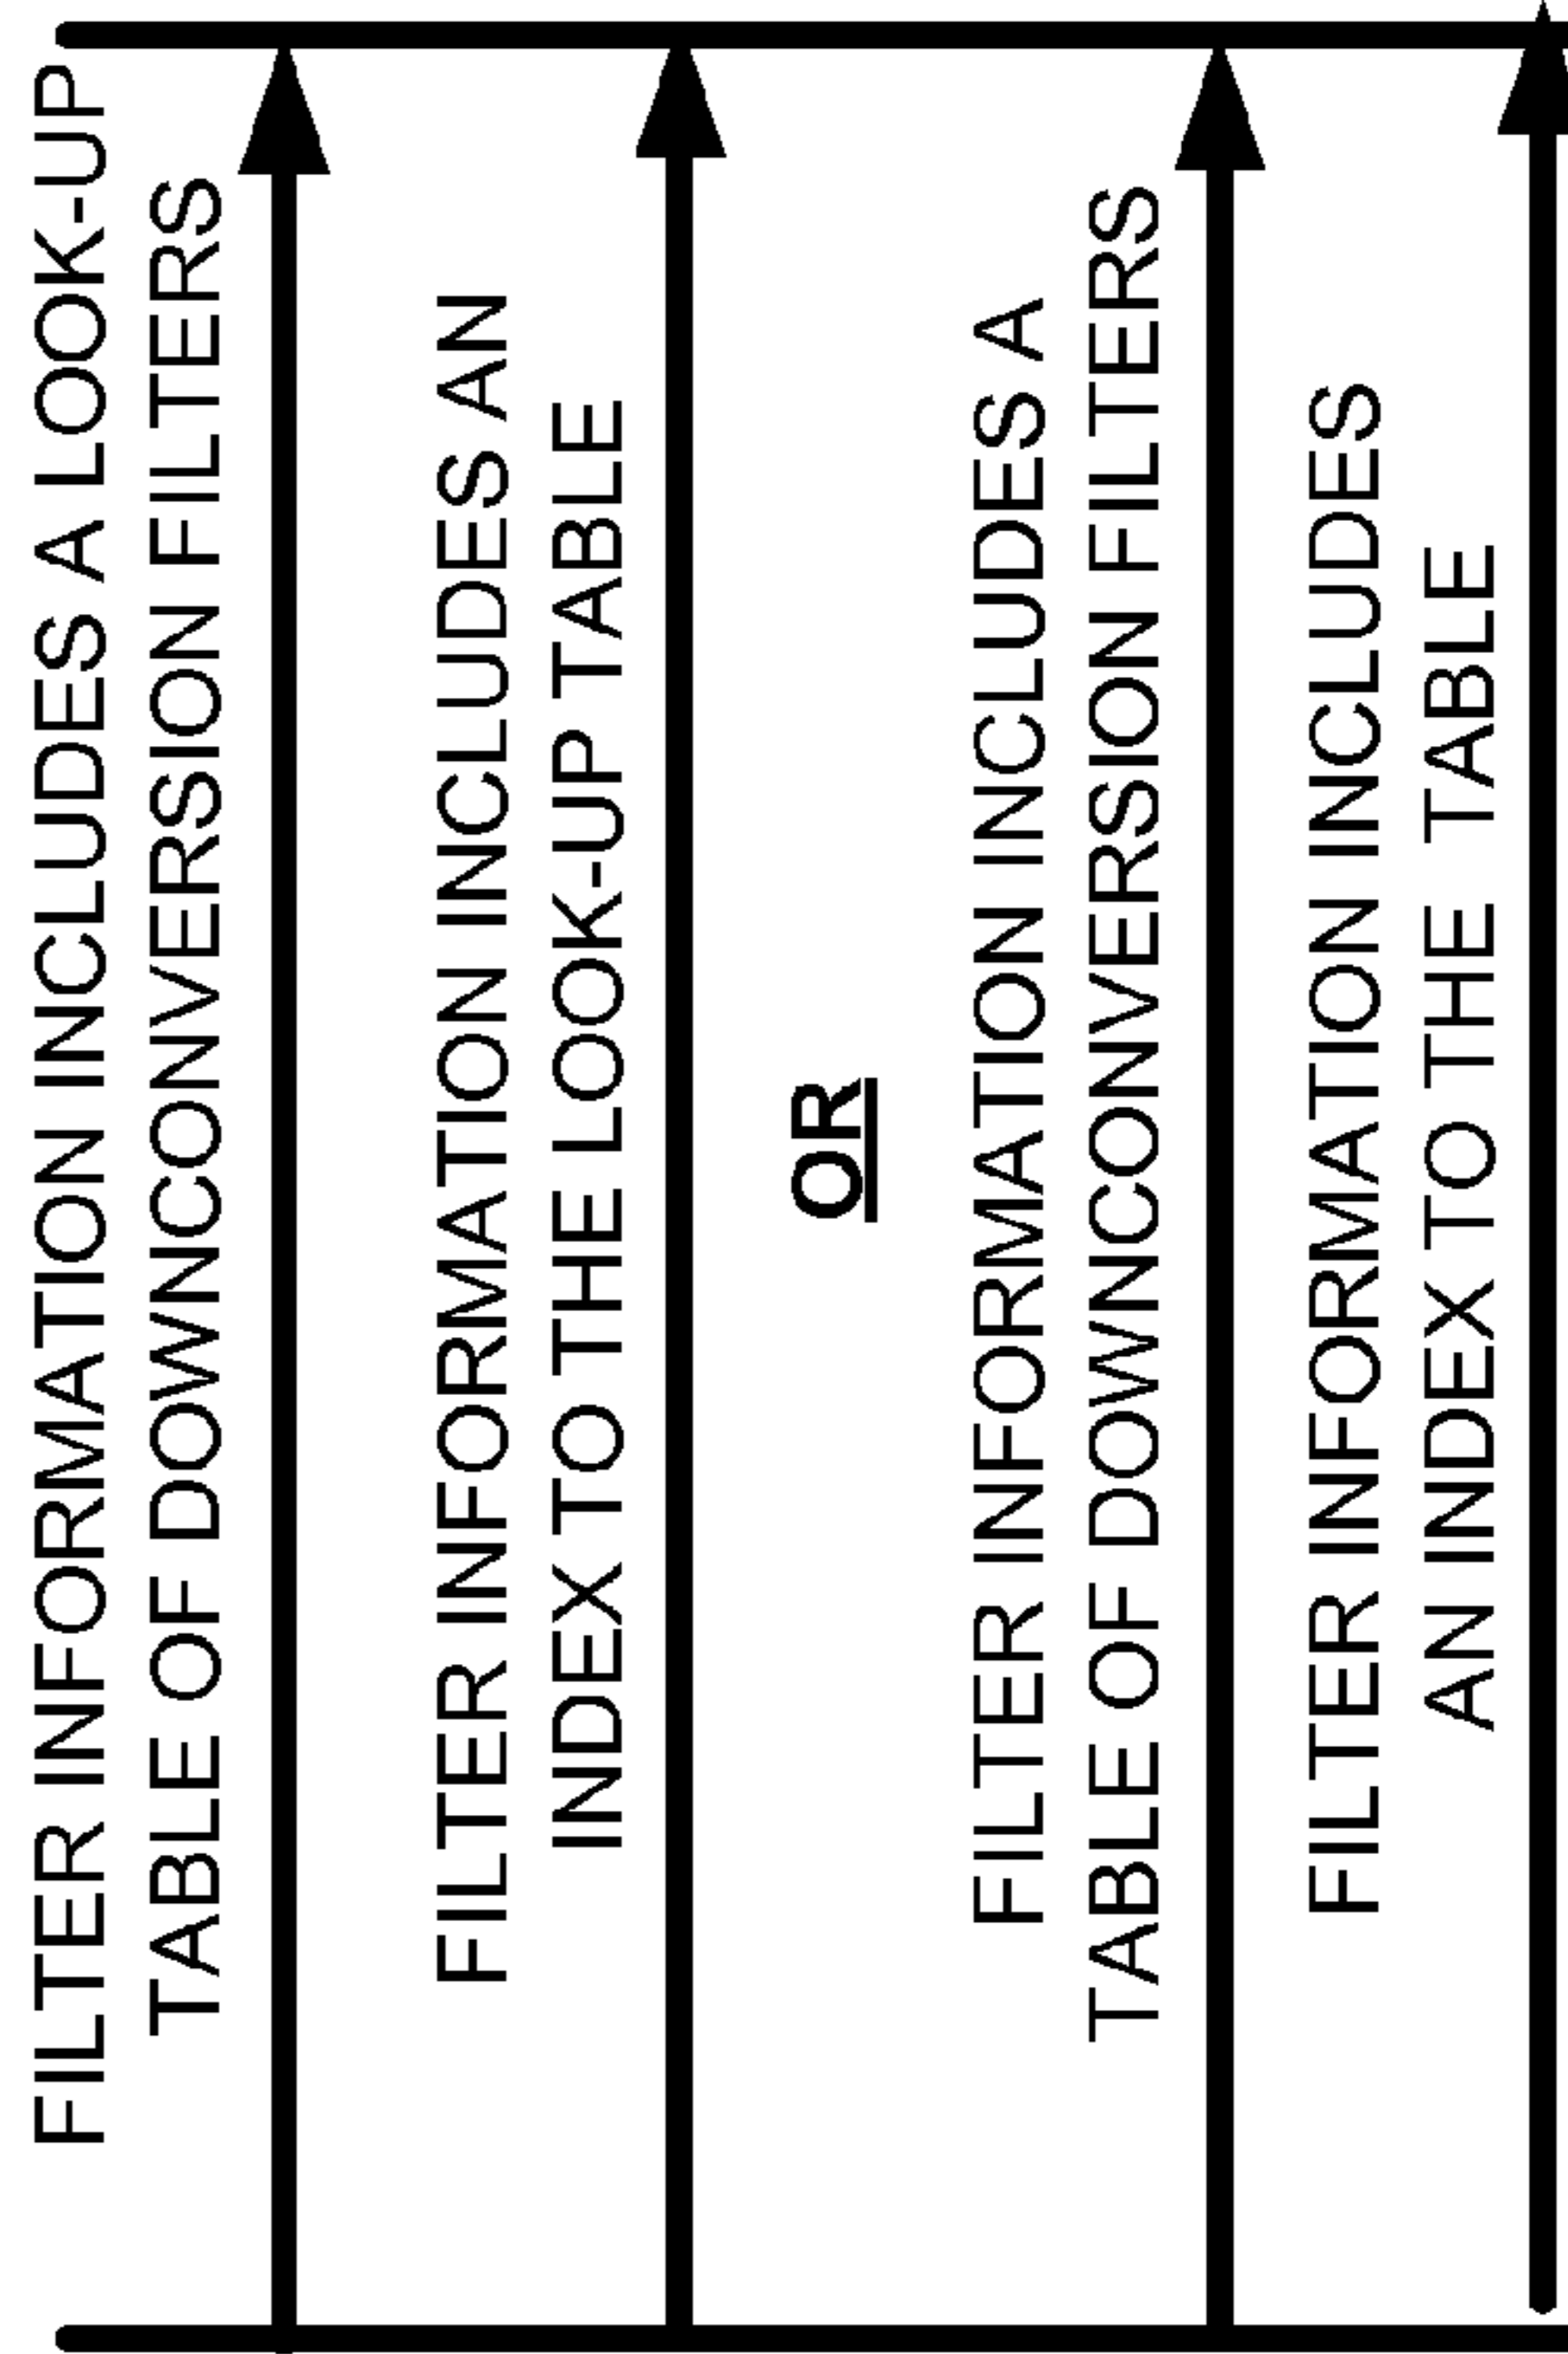 FILTER INFORMATION INCLUDES A LOOK-UP
TABLE OF DOWNCONVERSION FILTERS
FILTER INFORMATION INCLUDES AN
INDEX TO THE LOOK-UP TABLE
OR
FILTER INFORMATION INCLUDES A
TABLE OF DOWNCONVERSION FILTERS
FILTER INFORMATION INCLUDES
AN INDEX TO THE TABLE